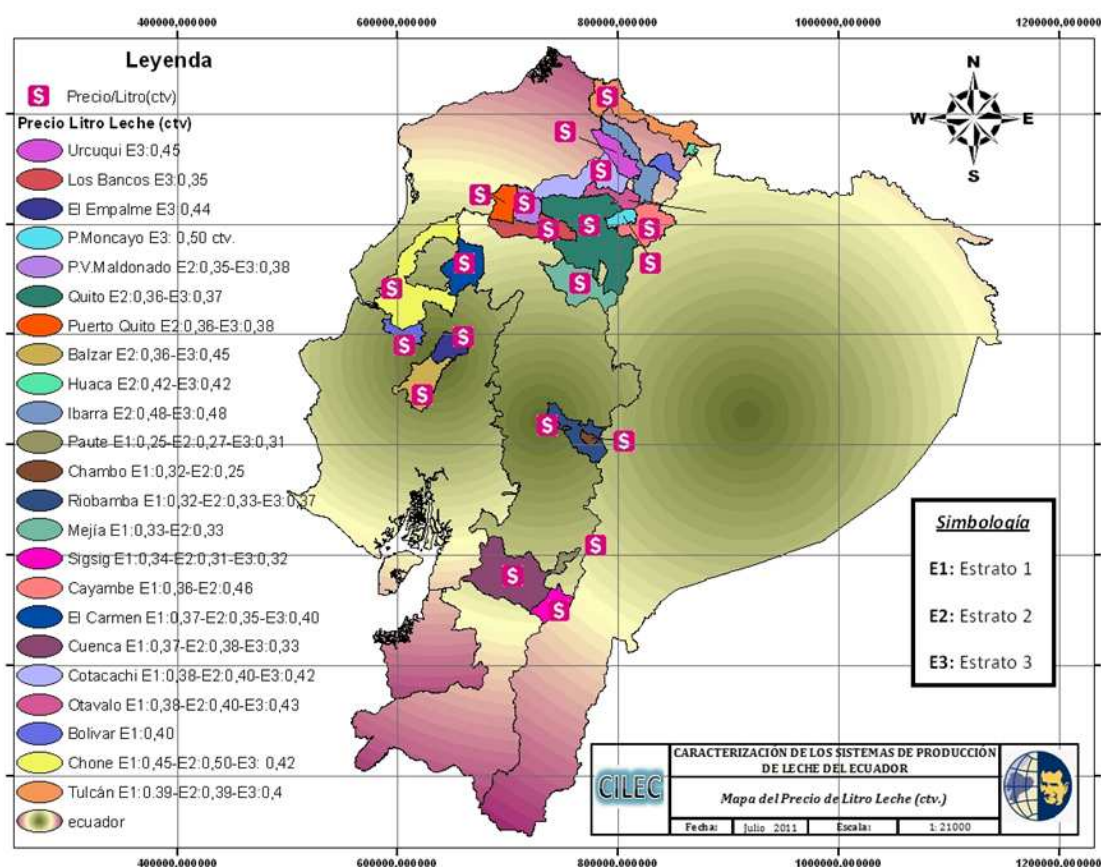 400000,000000 600000,000000 800000,000000 1000000,000000 1200000,000000
Leyenda
$ Precio/Litro(ctv)
Precio Litro Leche (ctv)
Urcuqui E3:0,45
Los Bancos E3:0,35
El Empalme E3:0,44
P.Moncayo E3: 0,50 ctv.
P.V.Maldonado E2:0,35-E3:0,38
Quito E2:0,36-E3:0,37
Puerto Quito E2:0,36-E3:0,38
Balzar E2:0,36-E3:0,45
Huaca E2:0,42-E3:0,42
Ibarra E2:0,48-E3:0,48
Paute E1:0,25-E2:0,27-E3:0,31
Chambo E1:0,32-E2:0,25
Riobamba E1:0,32-E2:0,33-E3:0,37
Mejía E1:0,33-E2:0,33
Sigsig E1:0,34-E2:0,31-E3:0,32
Cayambe E1:0,36-E2:0,46
El Carmen E1:0,37-E2:0,35-E3:0,40
Cuenca E1:0,37-E2:0,38-E3:0,33
Cotacachi E1:0,38-E2:0,40-E3:0,42
Otavalo E1:0,38-E2:0,40-E3:0,43
Bolivar E1:0,40
Chone E1:0,45-E2:0,50-E3: 0,42
Tulcán E1:0.39-E2:0,39-E3:0,4
ecuador
N
W E
S
Simbología
E1: Estrato 1
E2: Estrato 2
E3: Estrato 3
CILEC
CARACTERIZACIÓN DE LOS SISTEMAS DE PRODUCCIÓN
DE LECHE DEL ECUADOR
Mapa del Precio de Litro Leche (ctv.)
Fecha: Julio 2011 Escala: 1: 21000
400000,000000 600000,000000 800000,000000 1000000,000000 1200000,000000